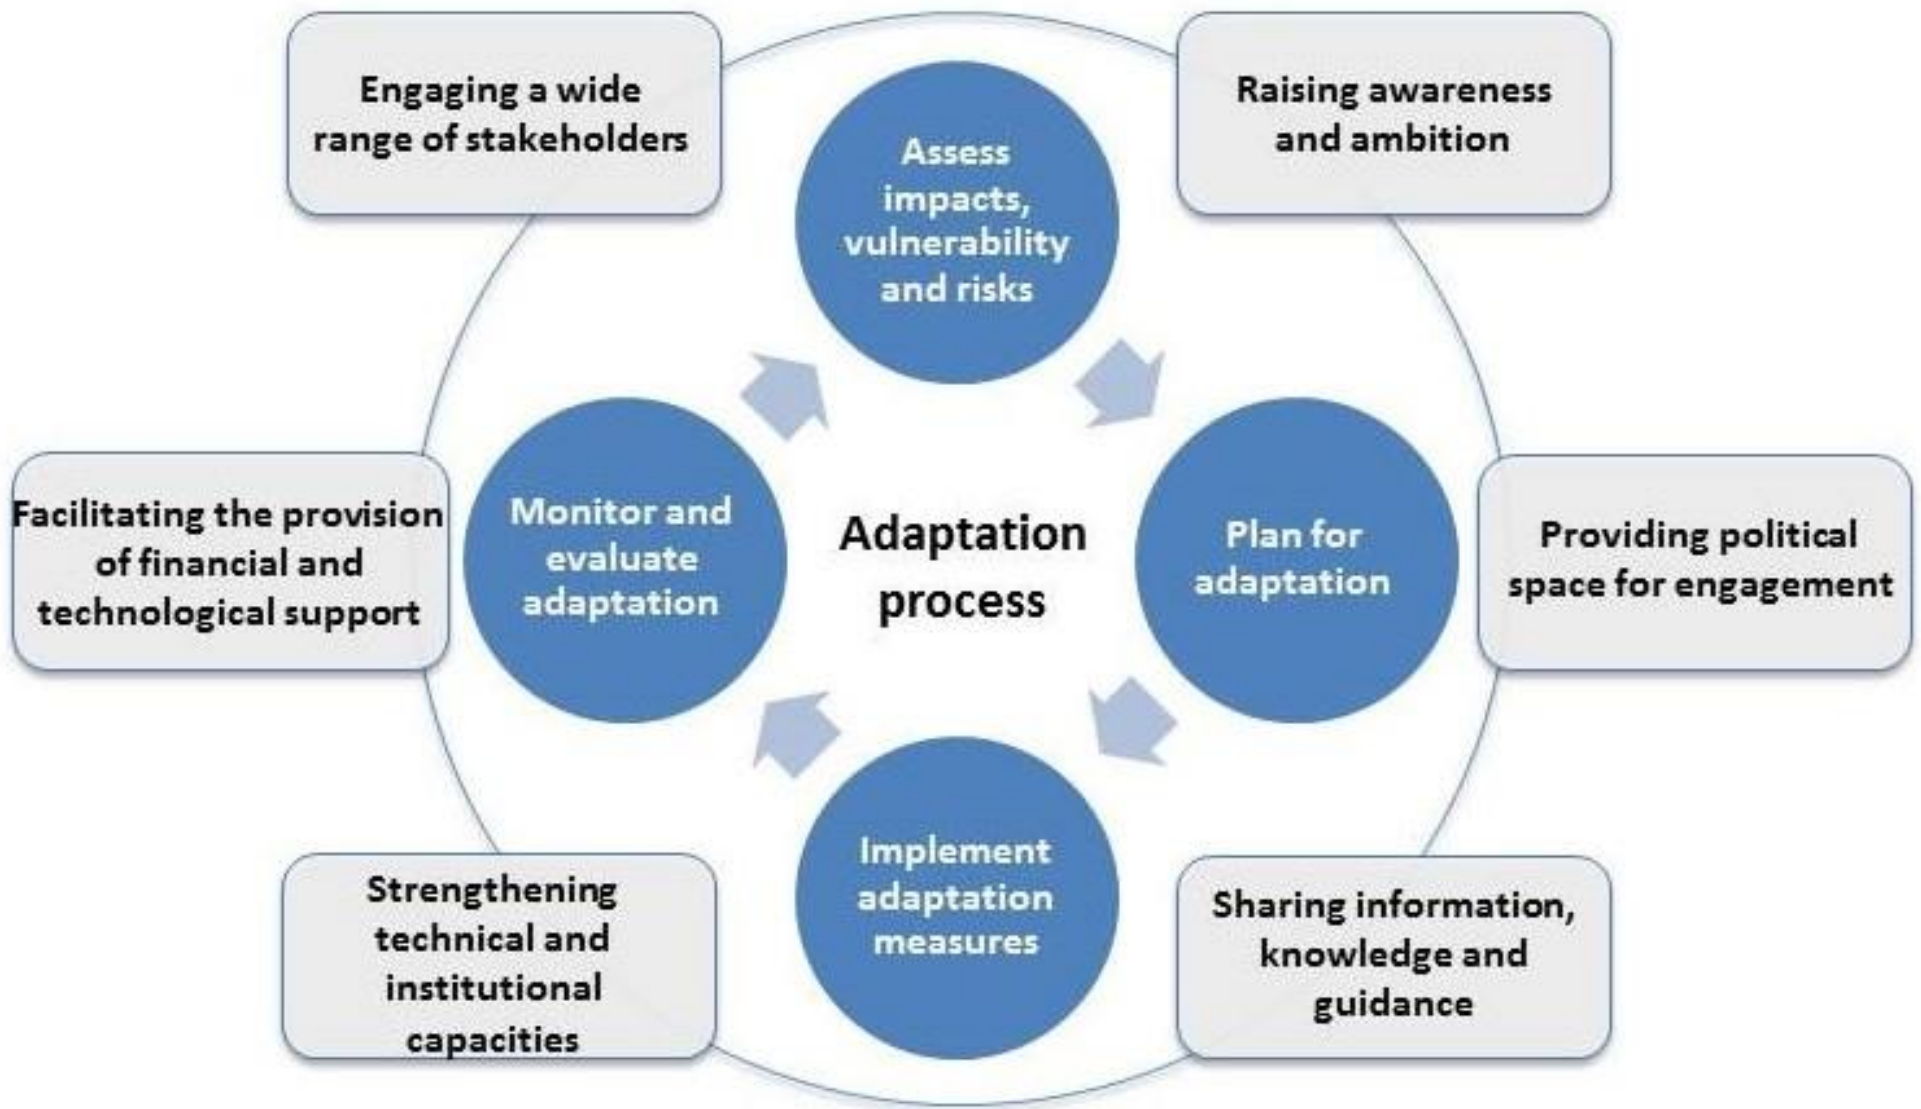 Engaging a wide
range of stakeholders
Raising awareness
and ambition
Assess
impacts,
vulnerability
and risks
Facilitating the provision
of financial and
technological support
Monitor and
evaluate
adaptation
Adaptation
process
Plan for
adaptation
Providing political
space for engagement
Strengthening
technical and
institutional
capacities
Implement
adaptation
measures
Sharing information,
knowledge and
guidance